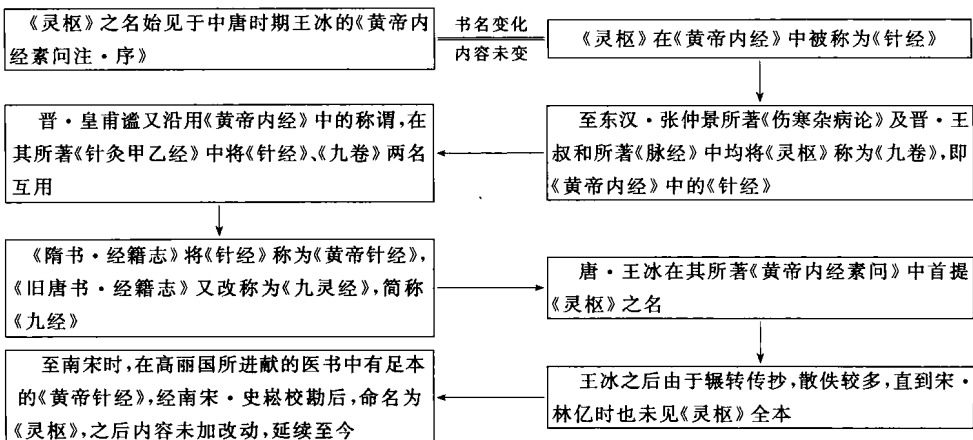 《灵枢》之名始见于中唐时期王冰的《黄帝内
经素问注·序》
书名变化
内容未变
《灵枢》在《黄帝内经》中被称为《针经》
至东汉·张仲景所著《伤寒杂病论》及晋·王
叔和所著《脉经》中均将《灵枢》称为《九卷》,即
《黄帝内经》中的《针经》
晋·皇甫谧又沿用《黄帝内经》中的称谓,在
其所著《针灸甲乙经》中将《针经》、《九卷》两名
互用
《隋书·经籍志》将《针经》称为《黄帝针经》,
《旧唐书·经籍志》又改称为《九灵经》,简称
《九经》
唐·王冰在其所著《黄帝内经素问》中首提
《灵枢》之名
王冰之后由于辗转传抄,散佚较多,直到宋·
林亿时也未见《灵枢》全本
至南宋时,在高丽国所进献的医书中有足本
的《黄帝针经》,经南宋·史崧校勘后,命名为
《灵枢》,之后内容未加改动,延续至今